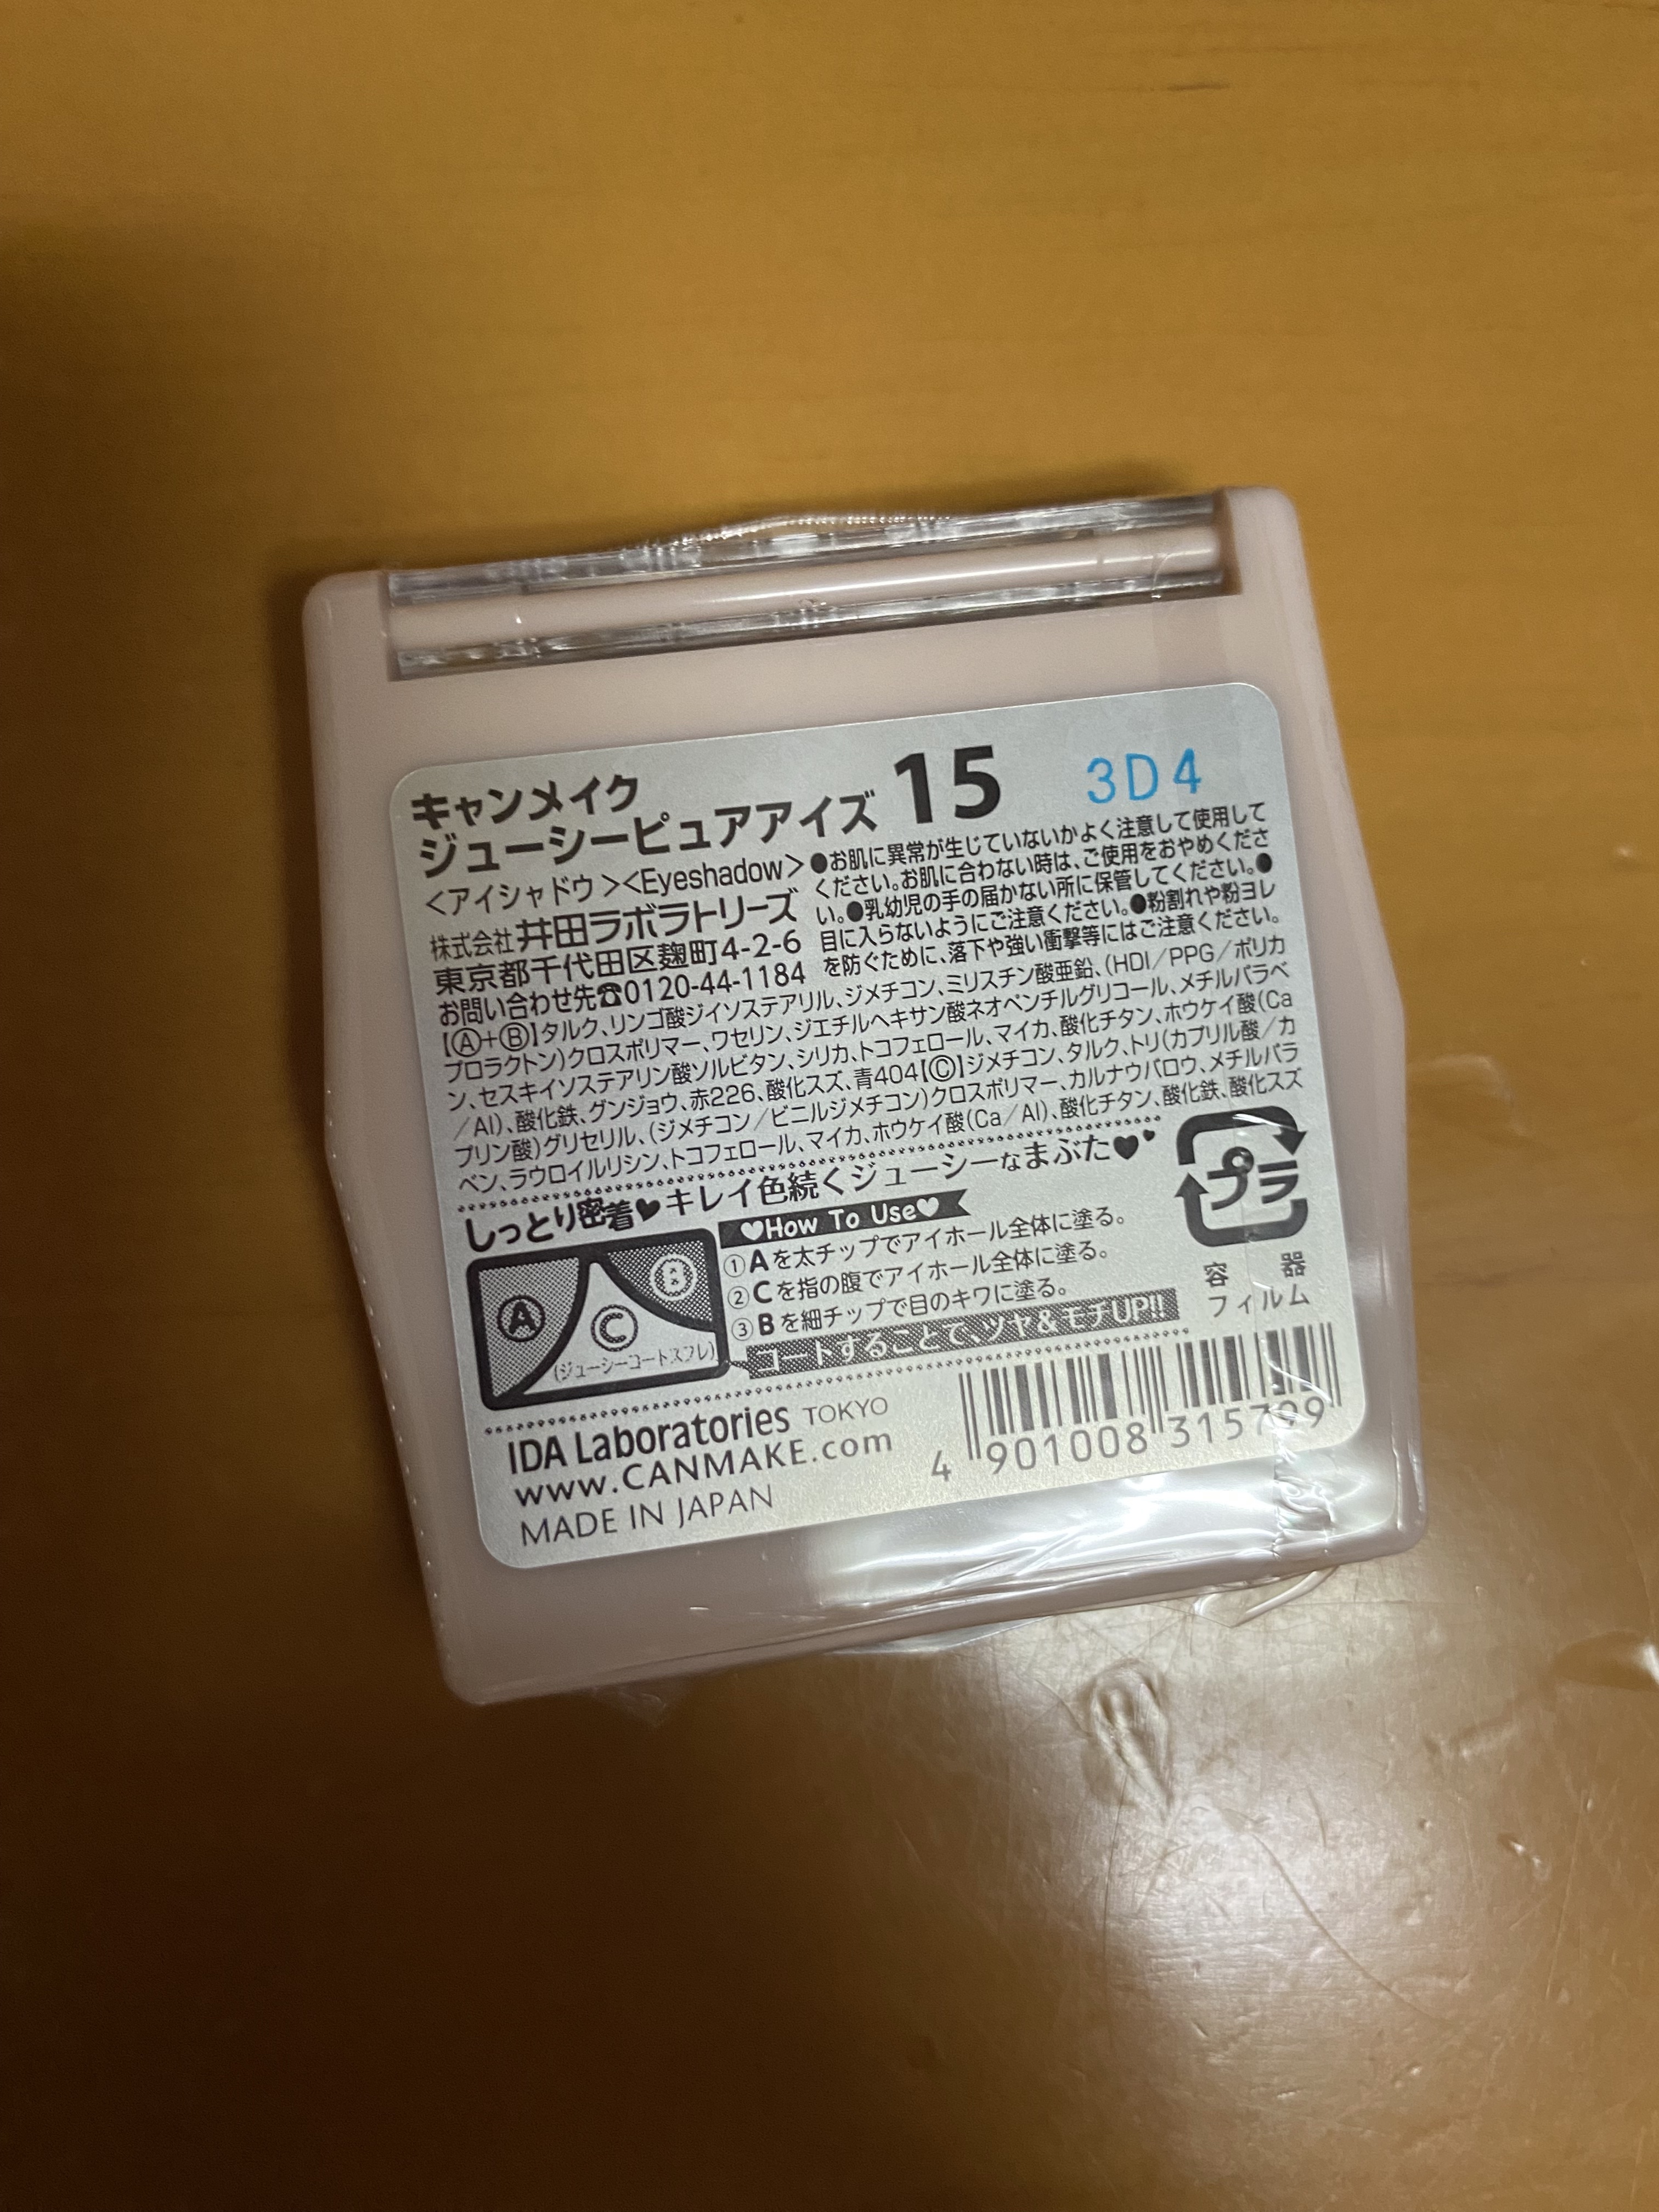 キャンメイク
ジューシーピュアアイズ 15
3D4
<アイシャドウ><Eyeshadow>
株式会社 井田ラボラトリーズ
東京都千代田区麹町4-2-6
お問い合わせ先☎0120-44-1184
●お肌に異常が生じていないかよく注意して使用して
ください。お肌に合わない時は、ご使用をおやめくださ
い。●乳幼児の手の届かない所に保管してください。●
目に入らないようにご注意ください。●粉割れや粉ヨレ
を防ぐために、落下や強い衝撃等にはご注意ください。
【Ⓐ+Ⓑ】タルク、リンゴ酸ジイソステアリル、ジメチコン、ミリスチン酸亜鉛、(HDI/PPG/ポリカ
プロラクトン)クロスポリマー、ワセリン、ジエチルヘキサン酸ネオペンチルグリコール、メチルパラベ
ン、セスキイソステアリン酸ソルビタン、シリカ、トコフェロール、マイカ、酸化チタン、ホウケイ酸(Ca
/Al)、酸化鉄、グンジョウ、赤226、酸化スズ、青404【Ⓒ】ジメチコン、タルク、トリ(カプリル酸/カ
プリン酸)グリセリル、(ジメチコン/ビニルジメチコン)クロスポリマー、カルナウバロウ、メチルパラ
ベン、ラウロイルリシン、トコフェロール、マイカ、ホウケイ酸(Ca/Al)、酸化チタン、酸化鉄、酸化スズ
しっとり密着♥キレイ色続くジューシーなまぶた♥♥
A
B
C
(ジューシーコートスフレ)
♥How To Use♥
①Aを太チップでアイホール全体に塗る。
②Cを指の腹でアイホール全体に塗る。
③Bを細チップで目のキワに塗る。
コートすることで、ツヤ&モチUP!!
プラ
容器
フィルム
IDA Laboratories TOKYO
www.CANMAKE.com
MADE IN JAPAN
4 901008 315799